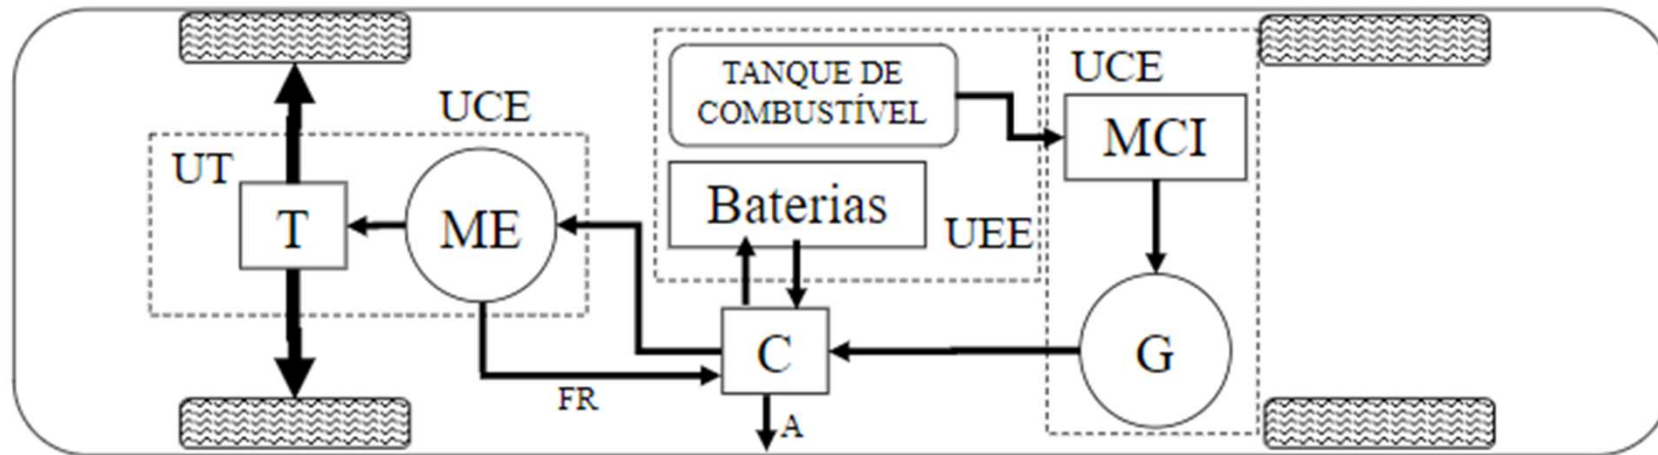 UCE
UT
T
ME
FR
TANQUE DE
COMBUSTÍVEL
Baterias
UEE
C
A
UCE
MCI
G